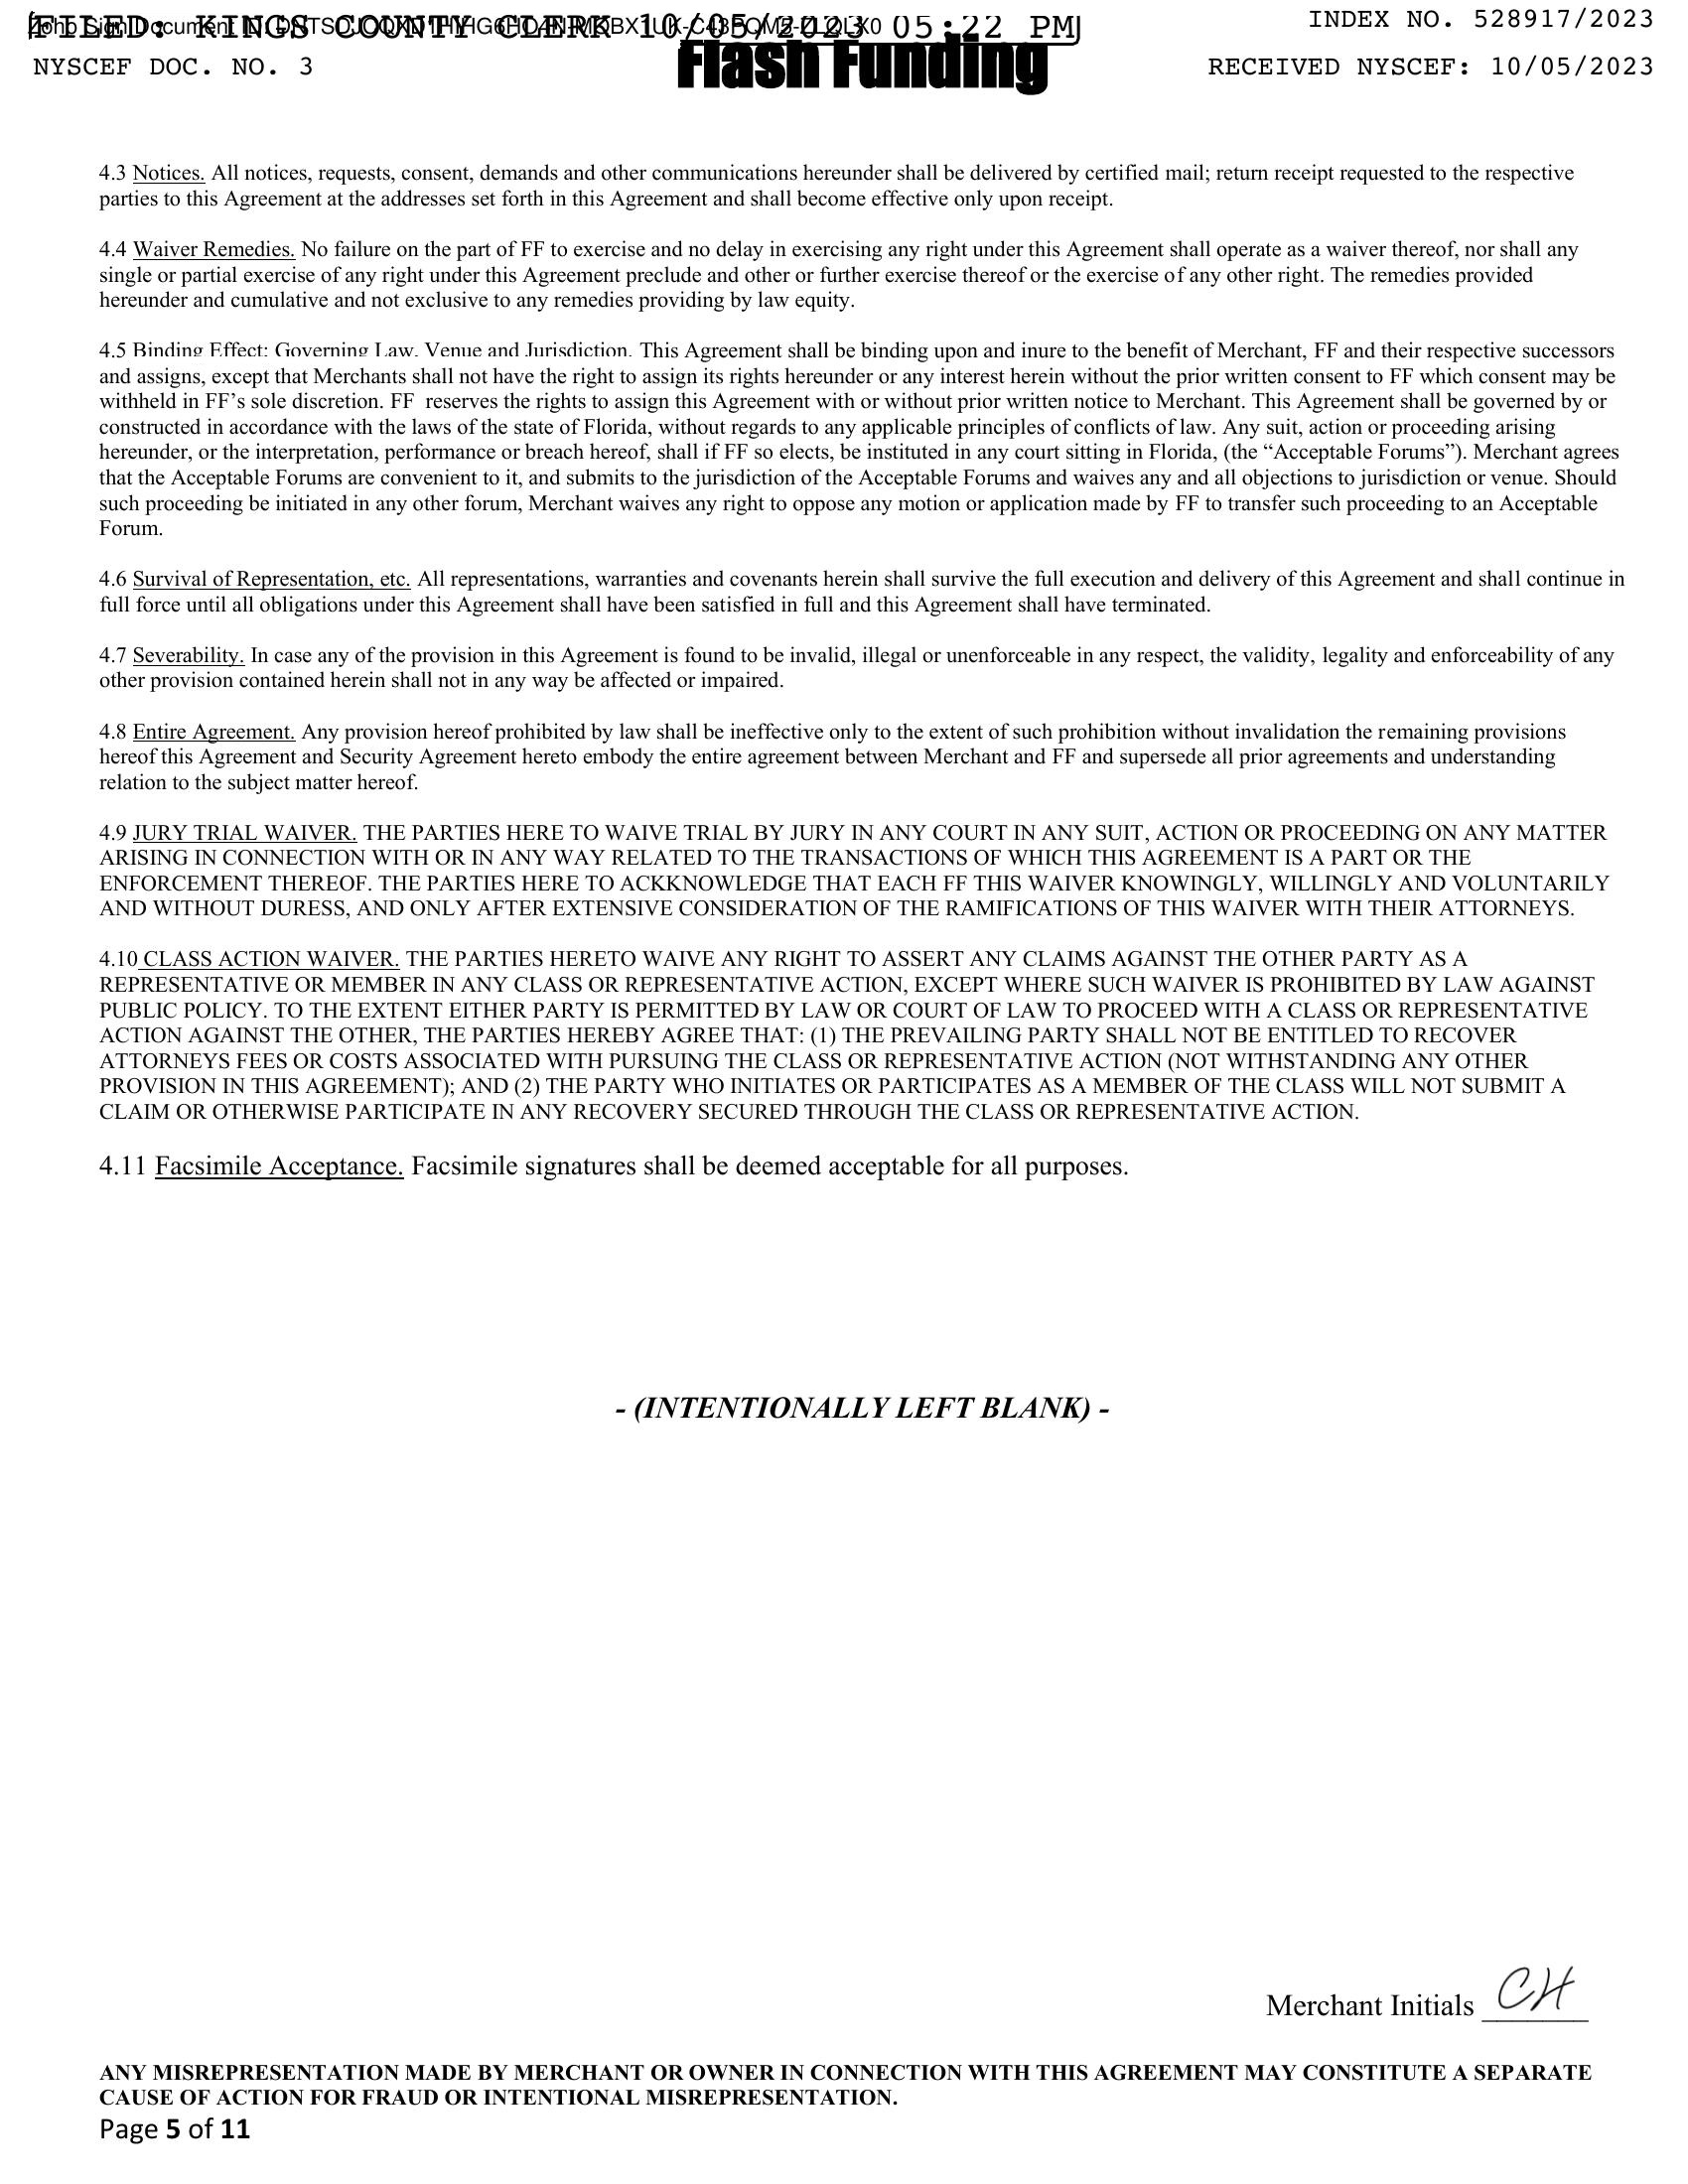 FILED: KINGS COUNTY CLERK 10/05/2023 05:22 PM
INDEX NO. 528917/2023
Zoho Sign Document ID:
NYSCEF DOC. NO. 3
Flash Funding
RECEIVED NYSCEF: 10/05/2023
4.3 Notices. All notices, requests, consent, demands and other communications hereunder shall be delivered by certified mail; return receipt requested to the respective
parties to this Agreement at the addresses set forth in this Agreement and shall become effective only upon receipt.
4.4 Waiver Remedies. No failure on the part of FF to exercise and no delay in exercising any right under this Agreement shall operate as a waiver thereof, nor shall any
single or partial exercise of any right under this Agreement preclude and other or further exercise thereof or the exercise of any other right. The remedies provided
hereunder and cumulative and not exclusive to any remedies providing by law equity.
4.5 Binding Effect; Governing Law, Venue and Jurisdiction. This Agreement shall be binding upon and inure to the benefit of Merchant, FF and their respective successors
and assigns, except that Merchants shall not have the right to assign its rights hereunder or any interest herein without the prior written consent to FF which consent may be
withheld in FF’s sole discretion. FF reserves the rights to assign this Agreement with or without prior written notice to Merchant. This Agreement shall be governed by or
constructed in accordance with the laws of the state of Florida, without regards to any applicable principles of conflicts of law. Any suit, action or proceeding arising
hereunder, or the interpretation, performance or breach hereof, shall if FF so elects, be instituted in any court sitting in Florida, (the “Acceptable Forums”). Merchant agrees
that the Acceptable Forums are convenient to it, and submits to the jurisdiction of the Acceptable Forums and waives any and all objections to jurisdiction or venue. Should
such proceeding be initiated in any other forum, Merchant waives any right to oppose any motion or application made by FF to transfer such proceeding to an Acceptable
Forum.
4.6 Survival of Representation, etc. All representations, warranties and covenants herein shall survive the full execution and delivery of this Agreement and shall continue in
full force until all obligations under this Agreement shall have been satisfied in full and this Agreement shall have terminated.
4.7 Severability. In case any of the provision in this Agreement is found to be invalid, illegal or unenforceable in any respect, the validity, legality and enforceability of any
other provision contained herein shall not in any way be affected or impaired.
4.8 Entire Agreement. Any provision hereof prohibited by law shall be ineffective only to the extent of such prohibition without invalidation the remaining provisions
hereof this Agreement and Security Agreement hereto embody the entire agreement between Merchant and FF and supersede all prior agreements and understanding
relation to the subject matter hereof.
4.9 JURY TRIAL WAIVER. THE PARTIES HERE TO WAIVE TRIAL BY JURY IN ANY COURT IN ANY SUIT, ACTION OR PROCEEDING ON ANY MATTER
ARISING IN CONNECTION WITH OR IN ANY WAY RELATED TO THE TRANSACTIONS OF WHICH THIS AGREEMENT IS A PART OR THE
ENFORCEMENT THEREOF. THE PARTIES HERE TO ACKKNOWLEDGE THAT EACH FF THIS WAIVER KNOWINGLY, WILLINGLY AND VOLUNTARILY
AND WITHOUT DURESS, AND ONLY AFTER EXTENSIVE CONSIDERATION OF THE RAMIFICATIONS OF THIS WAIVER WITH THEIR ATTORNEYS.
4.10 CLASS ACTION WAIVER. THE PARTIES HERETO WAIVE ANY RIGHT TO ASSERT ANY CLAIMS AGAINST THE OTHER PARTY AS A
REPRESENTATIVE OR MEMBER IN ANY CLASS OR REPRESENTATIVE ACTION, EXCEPT WHERE SUCH WAIVER IS PROHIBITED BY LAW AGAINST
PUBLIC POLICY. TO THE EXTENT EITHER PARTY IS PERMITTED BY LAW OR COURT OF LAW TO PROCEED WITH A CLASS OR REPRESENTATIVE
ACTION AGAINST THE OTHER, THE PARTIES HEREBY AGREE THAT: (1) THE PREVAILING PARTY SHALL NOT BE ENTITLED TO RECOVER
ATTORNEYS FEES OR COSTS ASSOCIATED WITH PURSUING THE CLASS OR REPRESENTATIVE ACTION (NOT WITHSTANDING ANY OTHER
PROVISION IN THIS AGREEMENT); AND (2) THE PARTY WHO INITIATES OR PARTICIPATES AS A MEMBER OF THE CLASS WILL NOT SUBMIT A
CLAIM OR OTHERWISE PARTICIPATE IN ANY RECOVERY SECURED THROUGH THE CLASS OR REPRESENTATIVE ACTION.
4.11 Facsimile Acceptance. Facsimile signatures shall be deemed acceptable for all purposes.
- (INTENTIONALLY LEFT BLANK) -
Merchant Initials CH
ANY MISREPRESENTATION MADE BY MERCHANT OR OWNER IN CONNECTION WITH THIS AGREEMENT MAY CONSTITUTE A SEPARATE
CAUSE OF ACTION FOR FRAUD OR INTENTIONAL MISREPRESENTATION.
Page 5 of 11